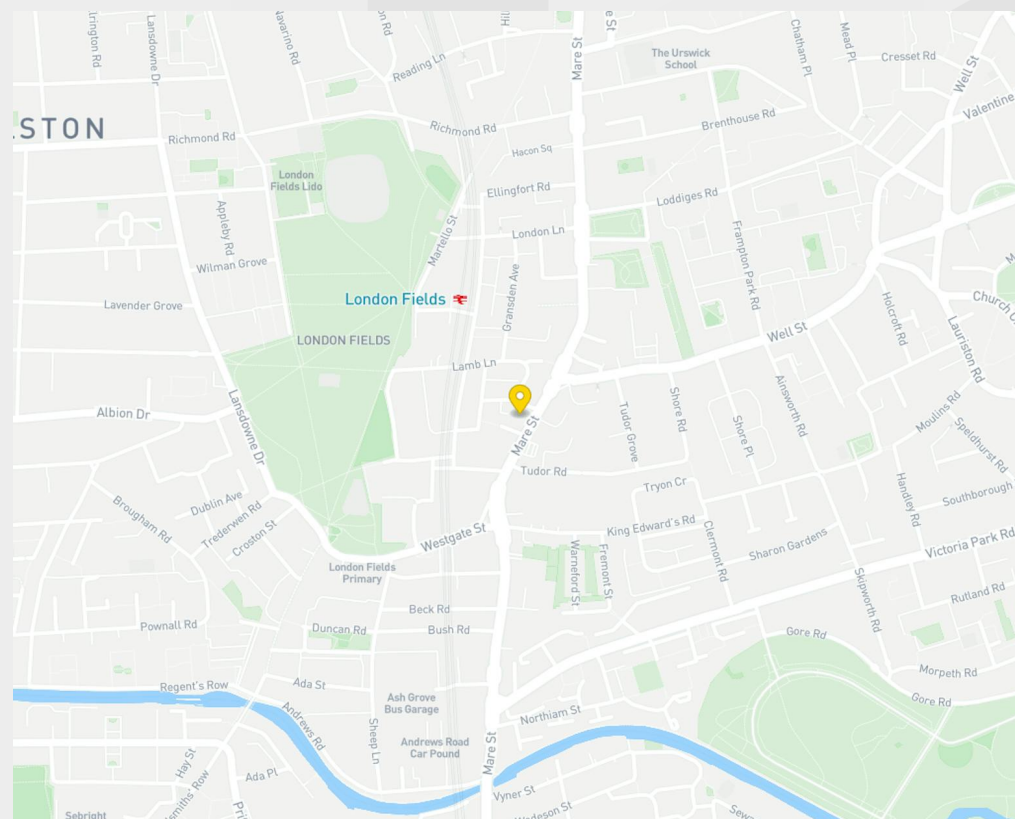 Lansdowne Dr
Navarino Rd
Reading Ln
Mare St
The Urswick
School
Chatham Pl
Mead Pl
Cresset Rd
Well St
Valentine
STON
Richmond Rd
Richmond Rd
Hacon Sq
Brenthouse Rd
London
Fields Lido
Ellingfort Rd
Loddiges Rd
Appleby Rd
Martello St
London Ln
Frampton Park Rd
Wilman Grove
Gransden Ave
London Fields
Lavender Grove
Holcroft Rd
Church C
LONDON FIELDS
Well St
Lauriston Rd
Lamb Ln
Albion Dr
Lansdowne Dr
Mare St
Tudor Grove
Shore Rd
Shore Pl
Ainsworth Rd
Moulins Rd
Speldhurst Rd
Tudor Rd
Tryon Cr
Handley Rd
Southborough
Dublin Ave
Brougham Rd
Trederwen Rd
Croston St
Westgate St
King Edward's Rd
Clermont Rd
Sharon Gardens
Victoria Park Rd
Warneford St
Fremont St
London Fields
Primary
Skipworth Rd
Rutland Rd
Beck Rd
Pownall Rd
Duncan Rd
Bush Rd
Gore Rd
Morpeth Rd
Regent's Row
Ada St
Ash Grove
Bus Garage
Gore Rd
Andrews Rd
Sheep Ln
Northiam St
Andrews Road
Car Pound
Mare St
Hay St
Ada Pl
Vyner St
Sebright